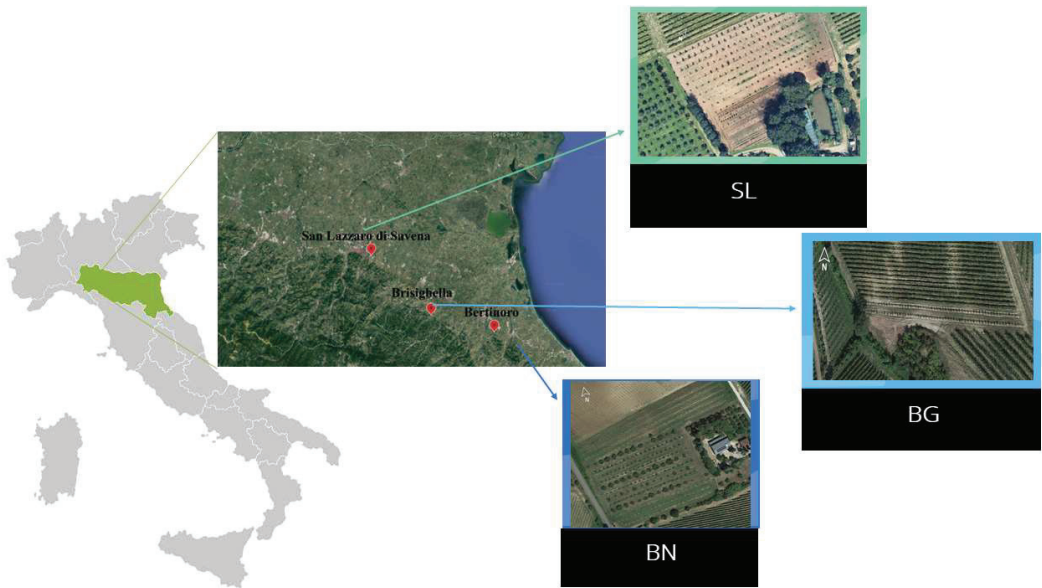 SL
San Lazzaro di Savena
Brisighella
Bertinoro
N
BG
N
BN